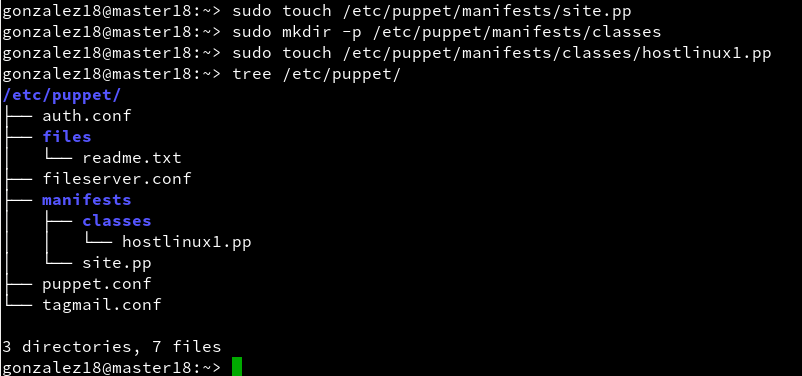 gonzalez18@master18:~> sudo touch /etc/puppet/manifests/site.pp
gonzalez18@master18:~> sudo mkdir -p /etc/puppet/manifests/classes
gonzalez18@master18:~> sudo touch /etc/puppet/manifests/classes/hostlinux1.pp
gonzalez18@master18:~> tree /etc/puppet/
/etc/puppet/
├── auth.conf
├── files
│   └── readme.txt
├── fileserver.conf
├── manifests
│   ├── classes
│   │   └── hostlinux1.pp
│   └── site.pp
├── puppet.conf
└── tagmail.conf

3 directories, 7 files
gonzalez18@master18:~>